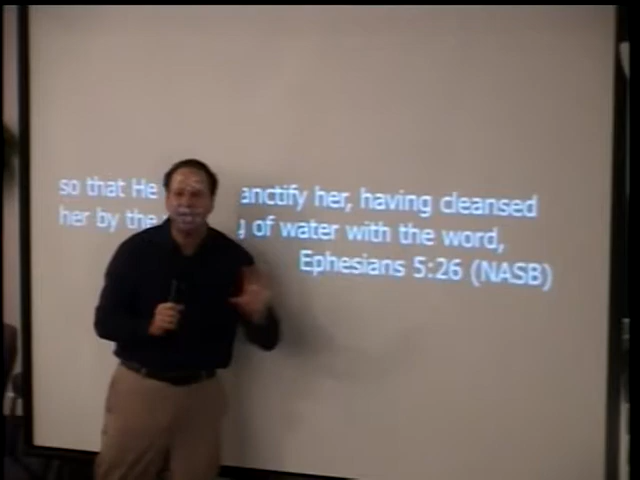 so that He anctify her, having cleansed
her by the g of water with the word,
Ephesians 5:26 (NASB)